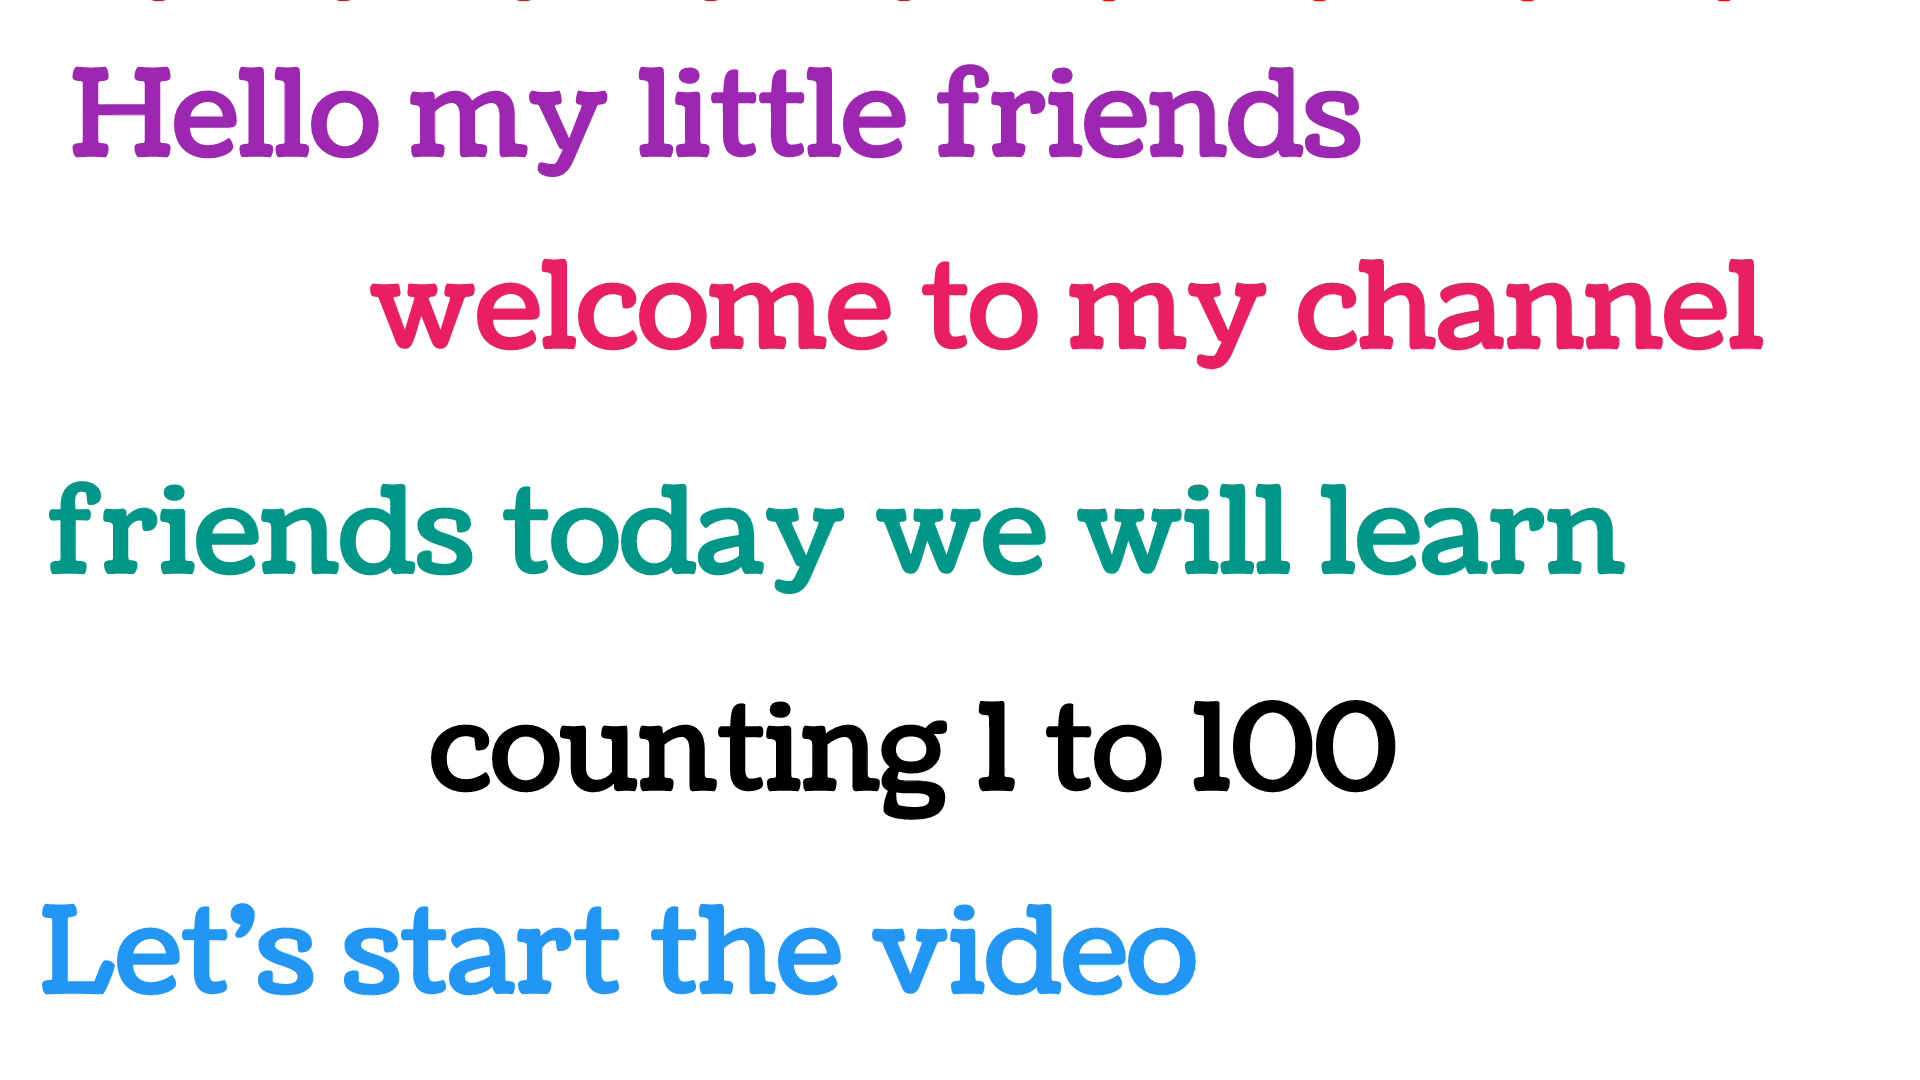 Hello my little friends
welcome to my channel
friends today we will learn
counting 1 to 100
Let’s start the video